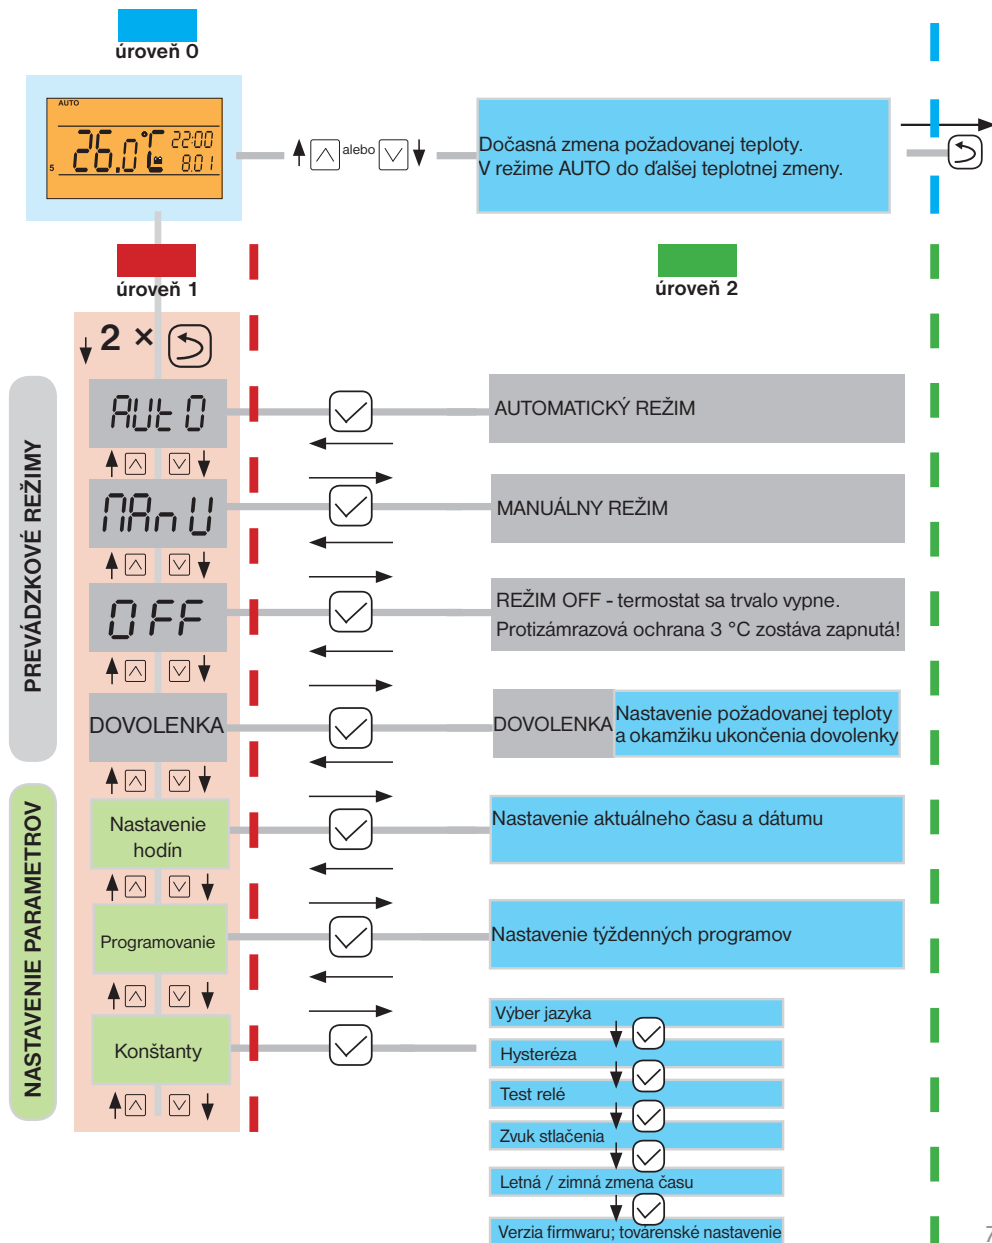 úroveň 0
AUTO
26.0°C
22:00
8.01
5
alebo
Dočasná zmena požadovanej teploty.
V režime AUTO do ďalšej teplotnej zmeny.
úroveň 1
úroveň 2
2 ×
PREVÁDZKOVÉ REŽIMY
AUtO
AUTOMATICKÝ REŽIM
MAnU
MANUÁLNY REŽIM
OFF
REŽIM OFF - termostat sa trvalo vypne.
Protizámrazová ochrana 3 °C zostáva zapnutá!
DOVOLENKA
DOVOLENKA
Nastavenie požadovanej teploty
a okamžiku ukončenia dovolenky
NASTAVENIE PARAMETROV
Nastavenie
hodín
Nastavenie aktuálneho času a dátumu
Programovanie
Nastavenie týždenných programov
Konštanty
Výber jazyka
Hysteréza
Test relé
Zvuk stlačenia
Letná / zimná zmena času
Verzia firmwaru; továrenské nastavenie
7